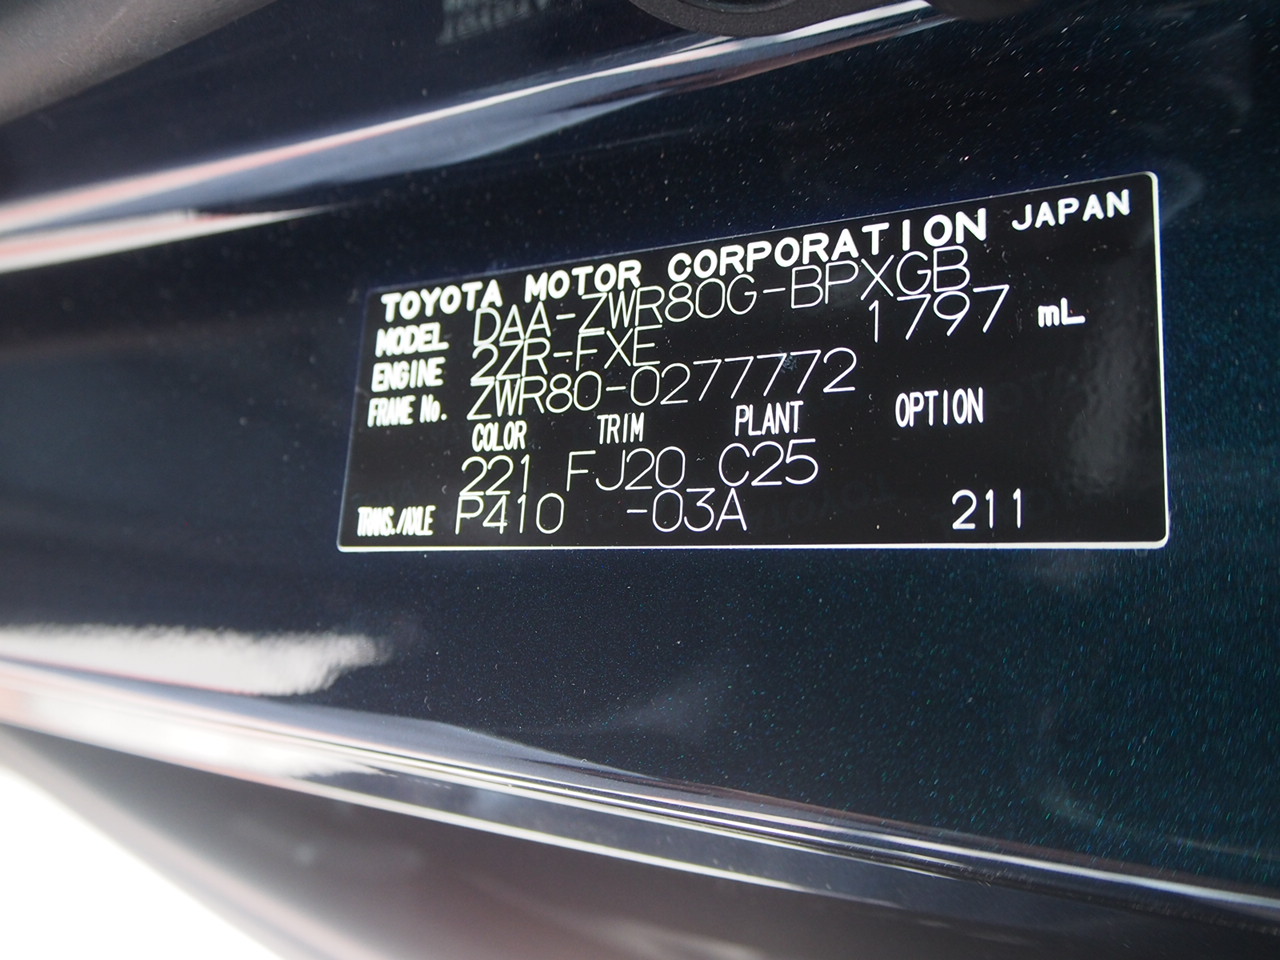 TOYOTA MOTOR CORPORATION JAPAN
MODEL DAA-ZWR80G-BPXGB
ENGINE 2ZR-FXE 1797 mL
FRAME No. ZWR80-0277772
COLOR TRIM PLANT OPTION
221 FJ20 C25
TRANS./AXLE P410 -03A 211